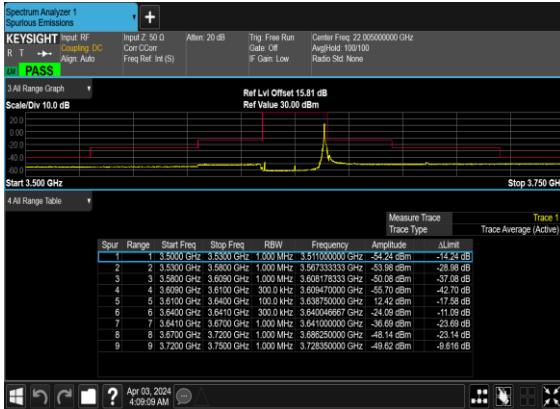 Spectrum Analyzer 1
Spurious Emissions
KEYSIGHT Input: RF Input Z: 50 Ω Atten: 20 dB Trig: Free Run Center Freq: 22.005000000 GHz
R T Coupling: DC Corr CCorr Gate: Off Avg|Hold: 100/100
Align: Auto Freq Ref: Int (S) IF Gain: Low Radio Std: None
PASS
3 All Range Graph
Ref Lvl Offset 15.81 dB
Scale/Div 10.0 dB Ref Value 30.00 dBm
20.0
0.00
-20.0
-40.0
-60.0
Start 3.500 GHz Stop 3.750 GH
4 All Range Table
Measure Trace Trace 1
Trace Type Trace Average (Active)
Spur Range Start Freq Stop Freq RBW Frequency Amplitude ΔLimit
1 1 3.5000 GHz 3.5300 GHz 1.000 MHz 3.511000000 GHz -54.24 dBm -14.24 dB
2 2 3.5300 GHz 3.5800 GHz 1.000 MHz 3.567333333 GHz -53.98 dBm -28.98 dB
3 3 3.5800 GHz 3.6090 GHz 1.000 MHz 3.608178333 GHz -50.08 dBm -37.08 dB
4 4 3.6090 GHz 3.6100 GHz 300.0 kHz 3.609470000 GHz -55.70 dBm -42.70 dB
5 5 3.6100 GHz 3.6400 GHz 100.0 kHz 3.638750000 GHz 12.42 dBm -17.58 dB
6 6 3.6400 GHz 3.6410 GHz 300.0 kHz 3.640046667 GHz -24.09 dBm -11.09 dB
7 7 3.6410 GHz 3.6700 GHz 1.000 MHz 3.641000000 GHz -36.69 dBm -23.69 dB
8 8 3.6700 GHz 3.7200 GHz 1.000 MHz 3.686250000 GHz -48.14 dBm -23.14 dB
9 9 3.7200 GHz 3.7500 GHz 1.000 MHz 3.728350000 GHz -49.62 dBm -9.616 dB
Apr 03, 2024
4:09:09 AM